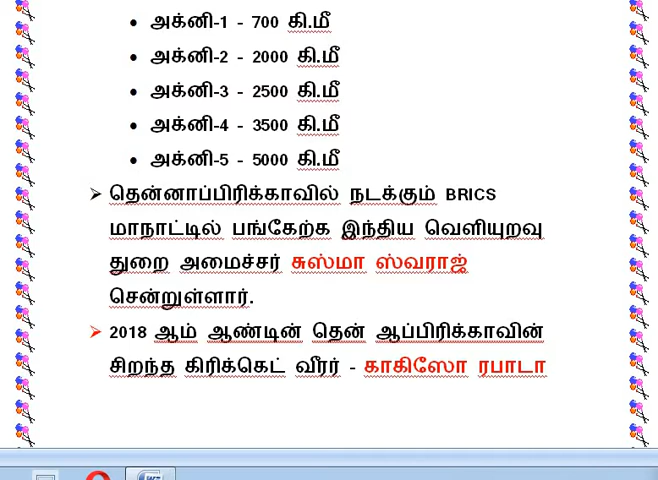 • அக்னி-1 - 700 கி.மீ
• அக்னி-2 - 2000 கி.மீ
• அக்னி-3 - 2500 கி.மீ
• அக்னி-4 - 3500 கி.மீ
• அக்னி-5 - 5000 கி.மீ
➢ தென்னாப்பிரிக்காவில் நடக்கும் BRICS
மாநாட்டில் பங்கேற்க இந்திய வெளியுறவு
துறை அமைச்சர் சுஸ்மா ஸ்வராஜ்
சென்றுள்ளார்.
➢ 2018 ஆம் ஆண்டின் தென் ஆப்பிரிக்காவின்
சிறந்த கிரிக்கெட் வீரர் - காகிஸோ ரபாடா